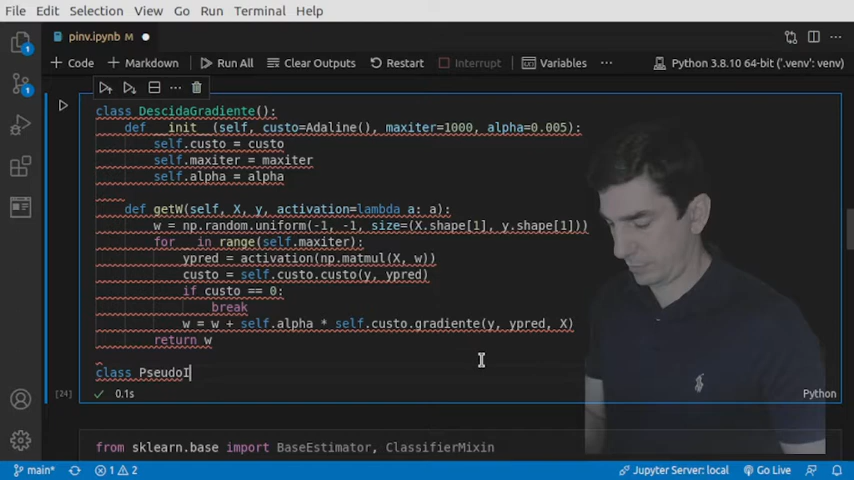 File Edit Selection View Go Run Terminal Help
pinv.ipynb M
+ Code + Markdown Run All Clear Outputs Restart Interrupt Variables ... Python 3.8.10 64-bit ('.venv': venv)
class DescidaGradiente():
def __init__(self, custo=Adaline(), maxiter=1000, alpha=0.005):
self.custo = custo
self.maxiter = maxiter
self.alpha = alpha
def getW(self, X, y, activation=lambda a: a):
w = np.random.uniform(-1, -1, size=(X.shape[1], y.shape[1]))
for _ in range(self.maxiter):
ypred = activation(np.matmul(X, w))
custo = self.custo.custo(y, ypred)
if custo == 0:
break
w = w + self.alpha * self.custo.gradiente(y, ypred, X)
return w
class PseudoI
[24] 0.1s Python
from sklearn.base import BaseEstimator, ClassifierMixin
main* 1 2 Jupyter Server: local Go Live Prettier